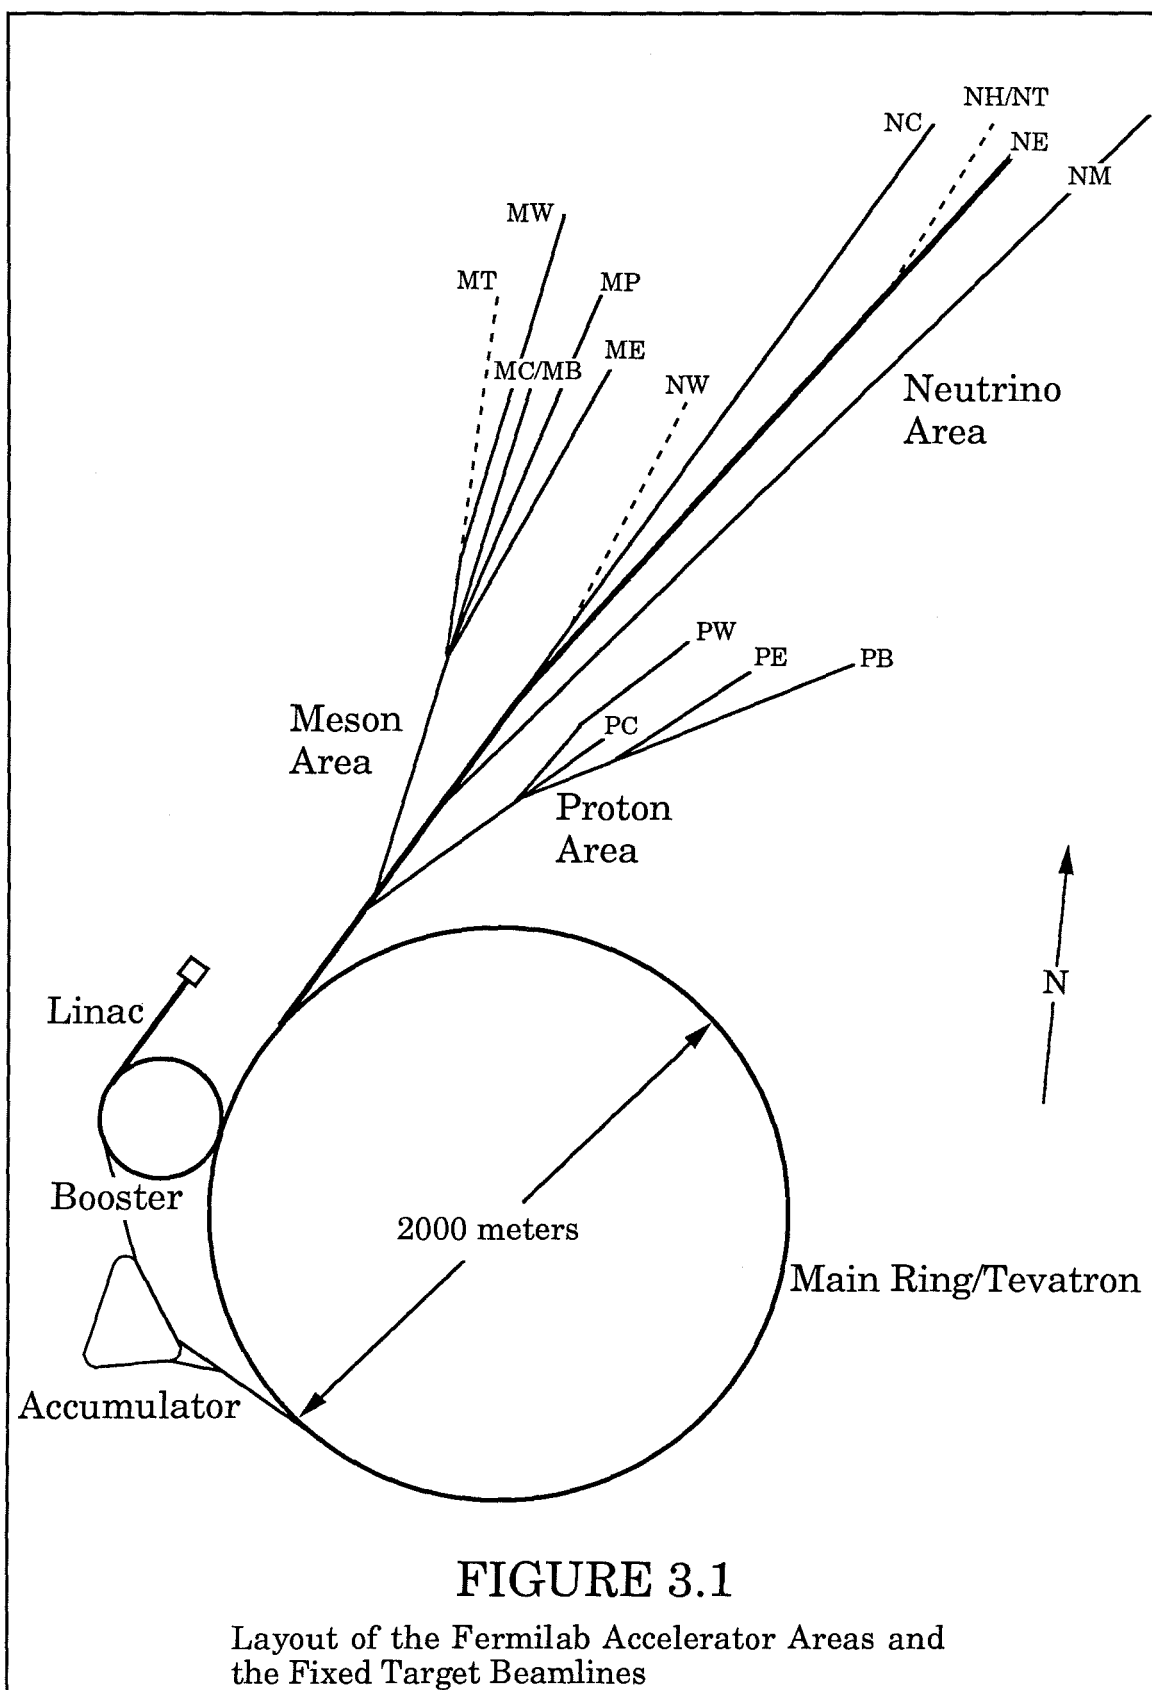 NH/NT
NC
NE
NM
MW
MT
MP
ME
MC/MB
NW
Neutrino
Area
PW
PE
PB
Meson
Area
PC
Proton
Area
Linac
N
Booster
2000 meters
Main Ring/Tevatron
Accumulator
FIGURE 3.1
Layout of the Fermilab Accelerator Areas and
the Fixed Target Beamlines